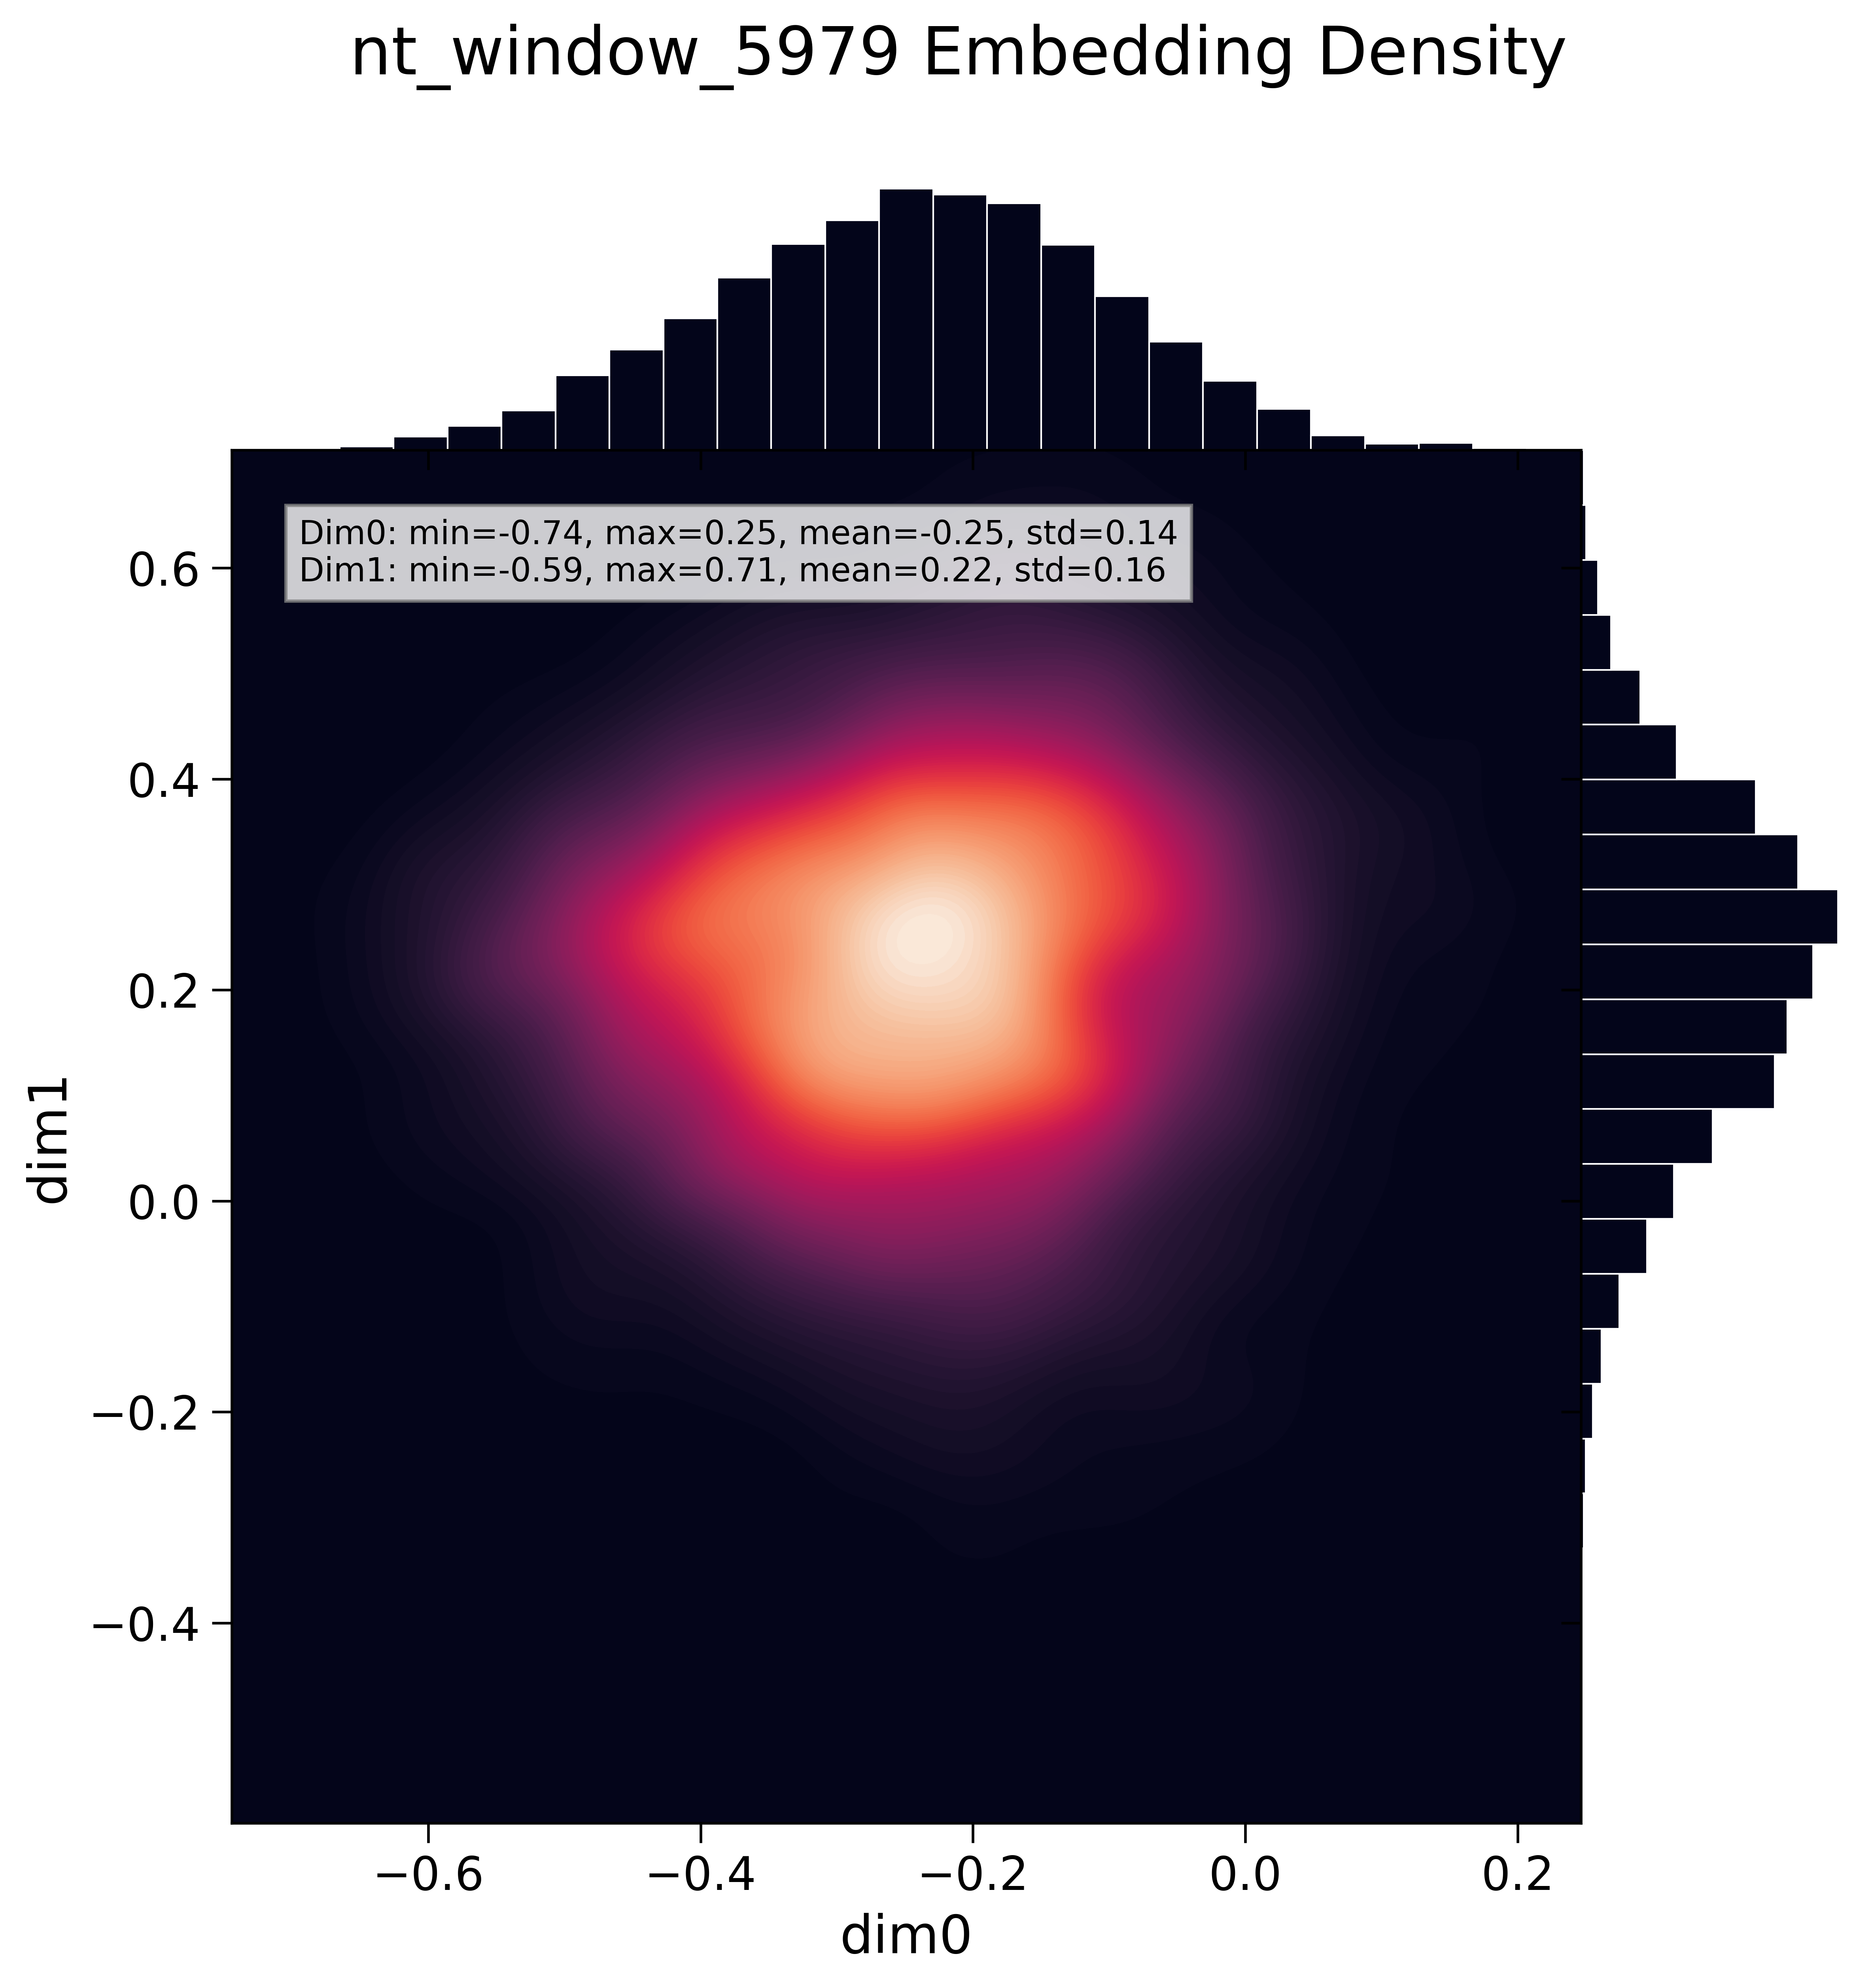 nt_window_5979 Embedding Density
Dim0: min=-0.74, max=0.25, mean=-0.25, std=0.14
Dim1: min=-0.59, max=0.71, mean=0.22, std=0.16
0.6
0.4
0.2
0.0
−0.2
−0.4
dim1
−0.6
−0.4
−0.2
0.0
0.2
dim0